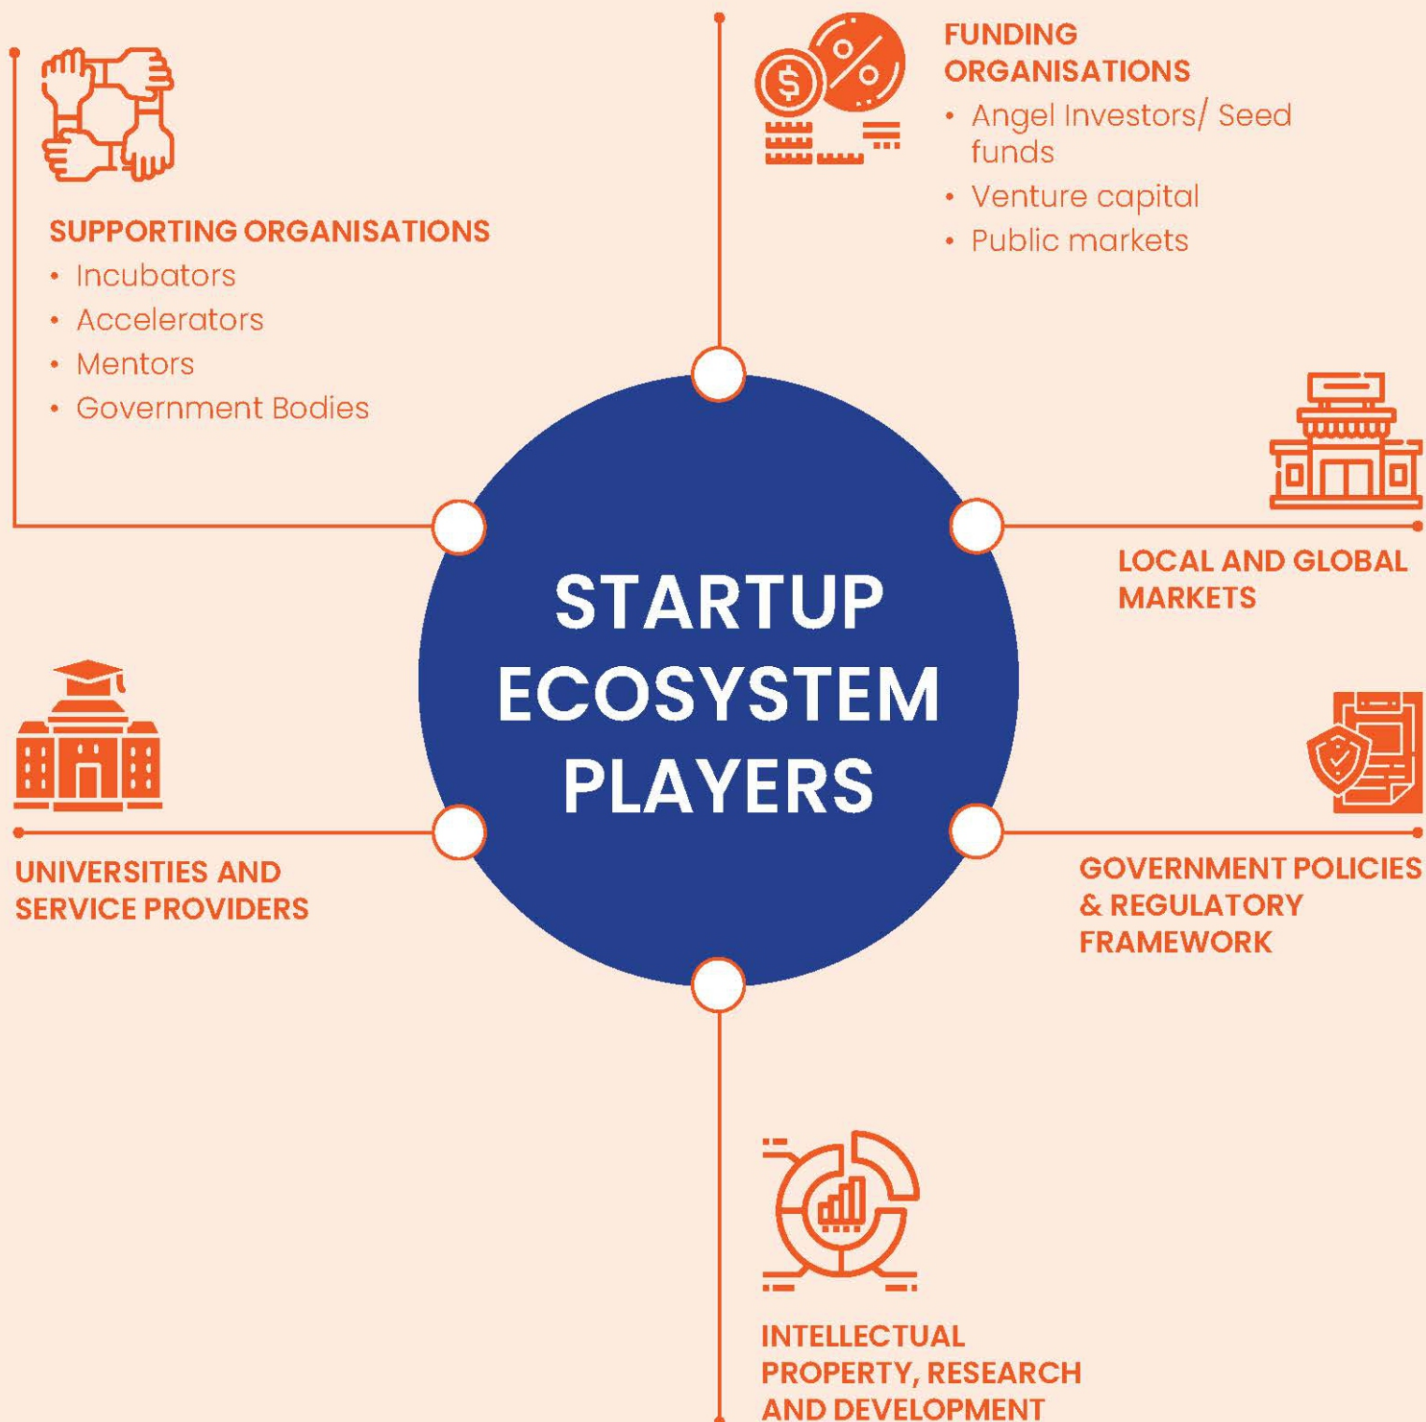 SUPPORTING ORGANISATIONS
• Incubators
• Accelerators
• Mentors
• Government Bodies
FUNDING
ORGANISATIONS
• Angel Investors/ Seed
funds
• Venture capital
• Public markets
STARTUP
ECOSYSTEM
PLAYERS
LOCAL AND GLOBAL
MARKETS
UNIVERSITIES AND
SERVICE PROVIDERS
GOVERNMENT POLICIES
& REGULATORY
FRAMEWORK
INTELLECTUAL
PROPERTY, RESEARCH
AND DEVELOPMENT